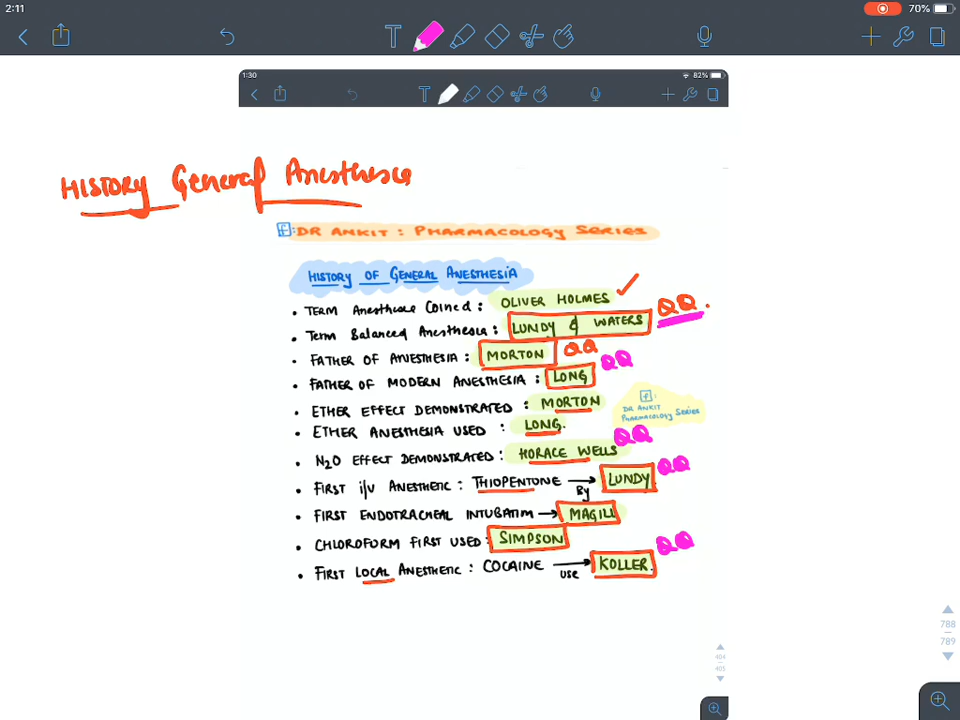 2:11
70%
1:30
82%
T
T
HISTORY General Anesthesia
f: DR ANKIT: PHARMACOLOGY SERIES
HISTORY OF GENERAL ANESTHESIA
• TERM Anesthesia Coined: OLIVER HOLMES ✓
• Term Balanced Anesthesia: LUNDY & WATERS QQ.
• FATHER OF ANESTHESIA: MORTON QQ
• FATHER OF MODERN ANESTHESIA: LONG QQ
• ETHER EFFECT DEMONSTRATED: MORTON
f:
DR ANKIT
PHARMACOLOGY SERIES
• ETHER ANESTHESIA USED: LONG.
• N2O EFFECT DEMONSTRATED: HORACE WELLS QQ
• FIRST i/v ANESTHETIC: THIOPENTONE → By LUNDY. QQ
• FIRST ENDOTRACHEAL INTUBATION → MAGILL
• CHLOROFORM FIRST USED: SIMPSON
• FIRST LOCAL ANESTHETIC: COCAINE → USE KOLLER. QQ
788
789
404
405